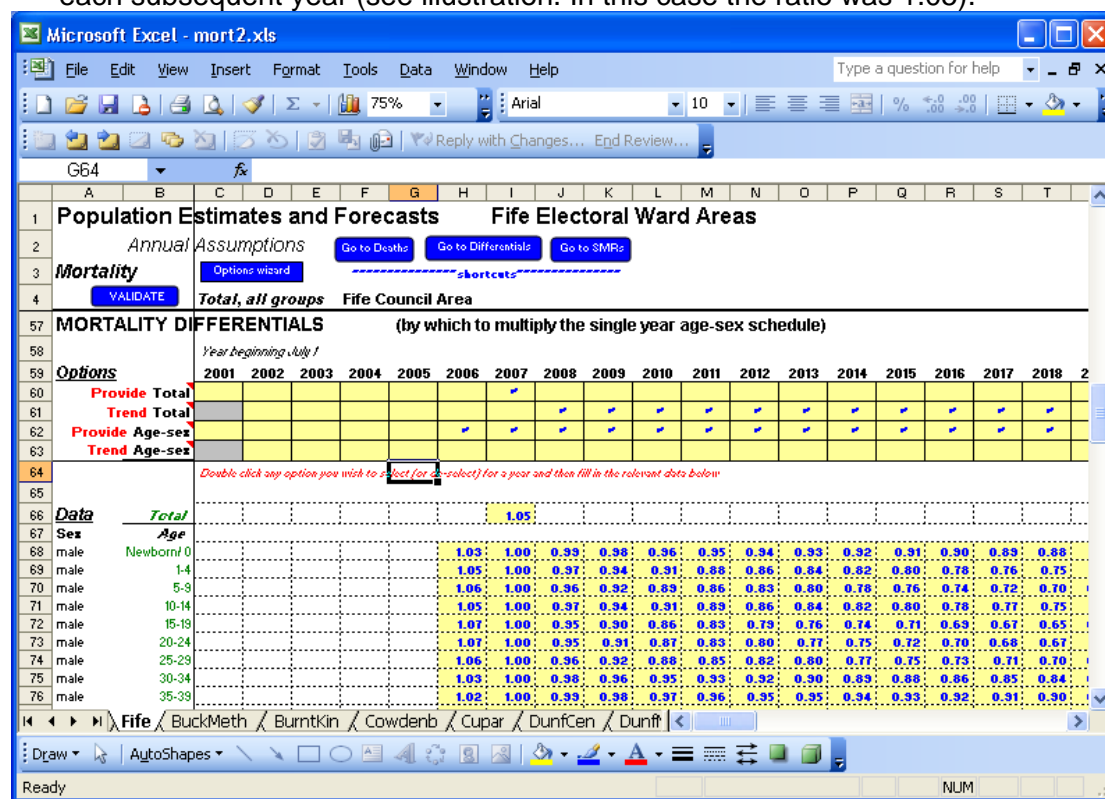 each subsequent year (see illustration. In this case the ratio was 1.05).
Microsoft Excel - mort2.xls
File Edit View Insert Format Tools Data Window Help Type a question for help
75% Arial 10
Reply with Changes... End Review...
G64 fx
A B C D E F G H I J K L M N O P Q R S T
1 Population Estimates and Forecasts Fife Electoral Ward Areas
2 Annual Assumptions Go to Deaths Go to Differentials Go to SMRs
3 Mortality Options wizard shortcuts
4 VALIDATE Total, all groups Fife Council Area
57 MORTALITY DIFFERENTIALS (by which to multiply the single year age-sex schedule)
58 Year beginning July 1
59 Options 2001 2002 2003 2004 2005 2006 2007 2008 2009 2010 2011 2012 2013 2014 2015 2016 2017 2018 2
60 Provide Total
61 Trend Total
62 Provide Age-sex
63 Trend Age-sex
64 Double click any option you wish to select (or de-select) for a year and then fill in the relevant data below
65
66 Data Total 1.05
67 Sex Age
68 male Newborn/ 0 1.03 1.00 0.99 0.98 0.96 0.95 0.94 0.93 0.92 0.91 0.90 0.89 0.88
69 male 1-4 1.05 1.00 0.97 0.94 0.91 0.88 0.86 0.84 0.82 0.80 0.78 0.76 0.75
70 male 5-9 1.06 1.00 0.96 0.92 0.89 0.86 0.83 0.80 0.78 0.76 0.74 0.72 0.70
71 male 10-14 1.05 1.00 0.97 0.94 0.91 0.89 0.86 0.84 0.82 0.80 0.78 0.77 0.75
72 male 15-19 1.07 1.00 0.95 0.90 0.86 0.83 0.79 0.76 0.74 0.71 0.69 0.67 0.65
73 male 20-24 1.07 1.00 0.95 0.91 0.87 0.83 0.80 0.77 0.75 0.72 0.70 0.68 0.67
74 male 25-29 1.06 1.00 0.96 0.92 0.88 0.85 0.82 0.80 0.77 0.75 0.73 0.71 0.70
75 male 30-34 1.03 1.00 0.98 0.96 0.95 0.93 0.92 0.90 0.89 0.88 0.86 0.85 0.84
76 male 35-39 1.02 1.00 0.99 0.98 0.97 0.96 0.95 0.95 0.94 0.93 0.92 0.91 0.90
Fife BuckMeth BurntKin Cowdenb Cupar DunfCen Dunf
Draw AutoShapes
Ready NUM